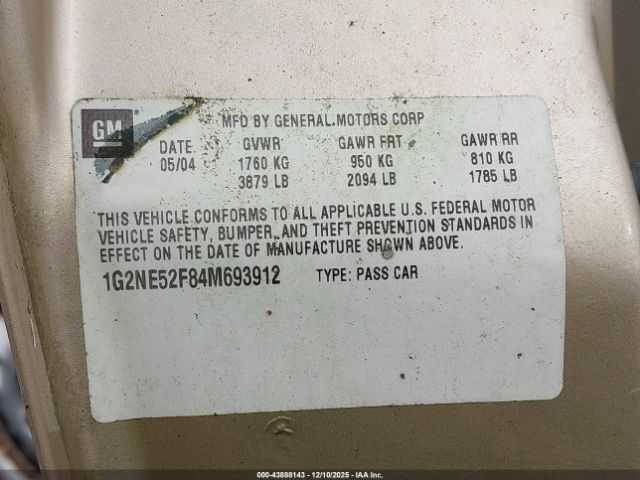 GM
MFD BY GENERAL MOTORS CORP
DATE GVWR GAWR FRT GAWR RR
05/04 1760 KG 950 KG 810 KG
3879 LB 2094 LB 1785 LB
THIS VEHICLE CONFORMS TO ALL APPLICABLE U.S. FEDERAL MOTOR
VEHICLE SAFETY, BUMPER, AND THEFT PREVENTION STANDARDS IN
EFFECT ON THE DATE OF MANUFACTURE SHOWN ABOVE.
1G2NE52F84M693912 TYPE: PASS CAR
©00-43888143 - 12/10/2025 - IAA Inc.